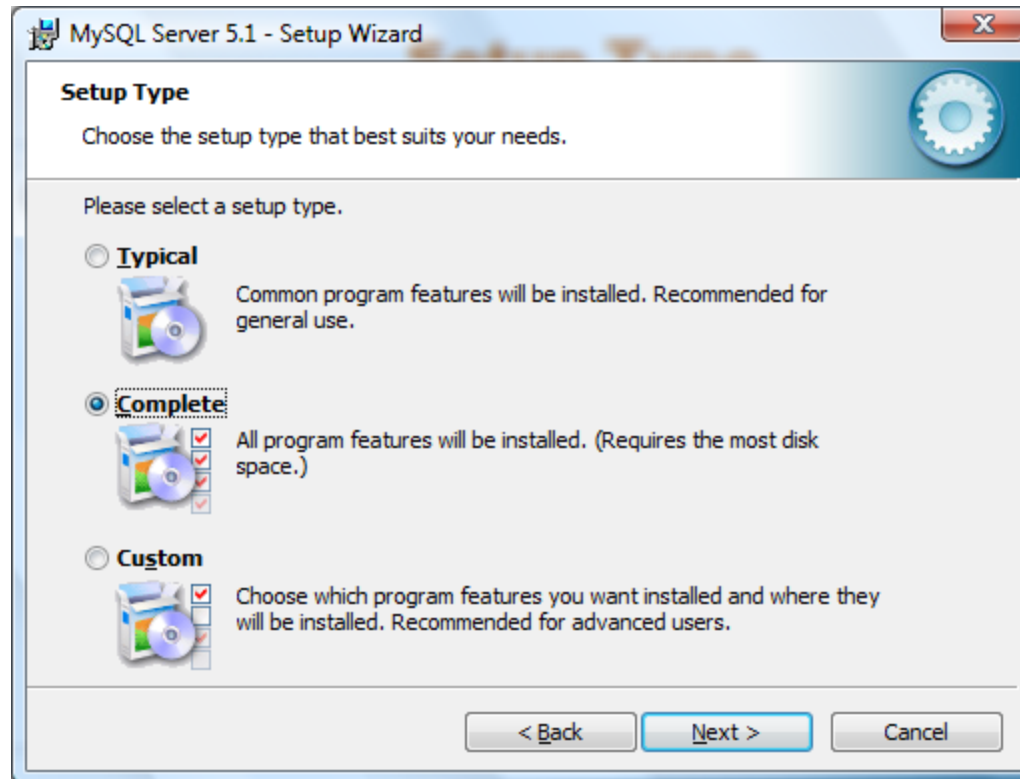 MySQL Server 5.1 - Setup Wizard
Setup Type
Setup Type
Choose the setup type that best suits your needs.
Please select a setup type.
Typical
Common program features will be installed. Recommended for
general use.
Complete
All program features will be installed. (Requires the most disk
space.)
Custom
Choose which program features you want installed and where they
will be installed. Recommended for advanced users.
< Back
Next >
Cancel